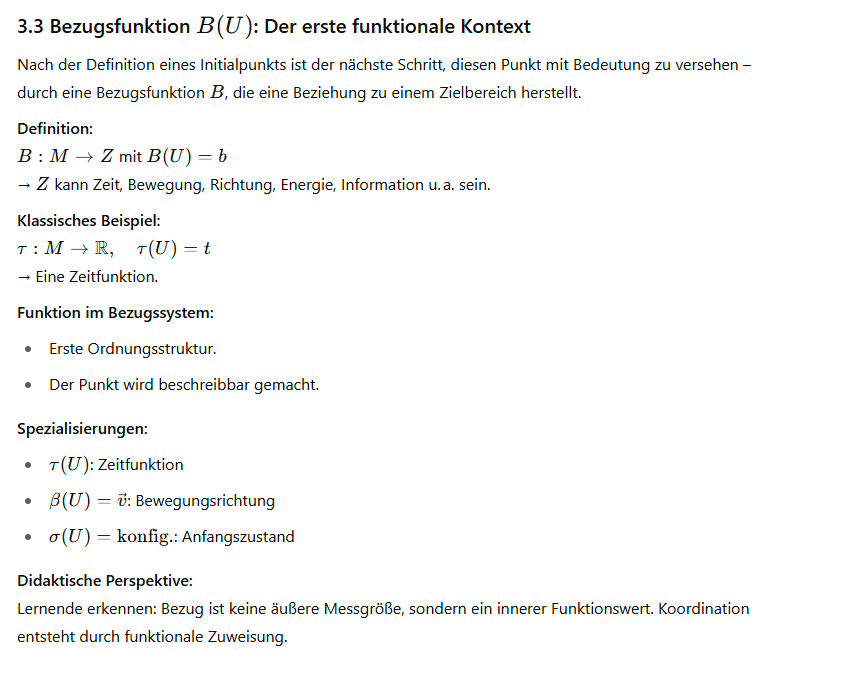 3.3 Bezugsfunktion B(U): Der erste funktionale Kontext
Nach der Definition eines Initialpunkts ist der nächste Schritt, diesen Punkt mit Bedeutung zu versehen –
durch eine Bezugsfunktion B, die eine Beziehung zu einem Zielbereich herstellt.
Definition:
B : M → Z mit B(U) = b
→ Z kann Zeit, Bewegung, Richtung, Energie, Information u. a. sein.
Klassisches Beispiel:
τ : M → ℝ, τ(U) = t
→ Eine Zeitfunktion.
Funktion im Bezugssystem:
• Erste Ordnungsstruktur.
• Der Punkt wird beschreibbar gemacht.
Spezialisierungen:
• τ(U): Zeitfunktion
• β(U) = v⃗: Bewegungsrichtung
• σ(U) = konfig.: Anfangszustand
Didaktische Perspektive:
Lernende erkennen: Bezug ist keine äußere Messgröße, sondern ein innerer Funktionswert. Koordination
entsteht durch funktionale Zuweisung.